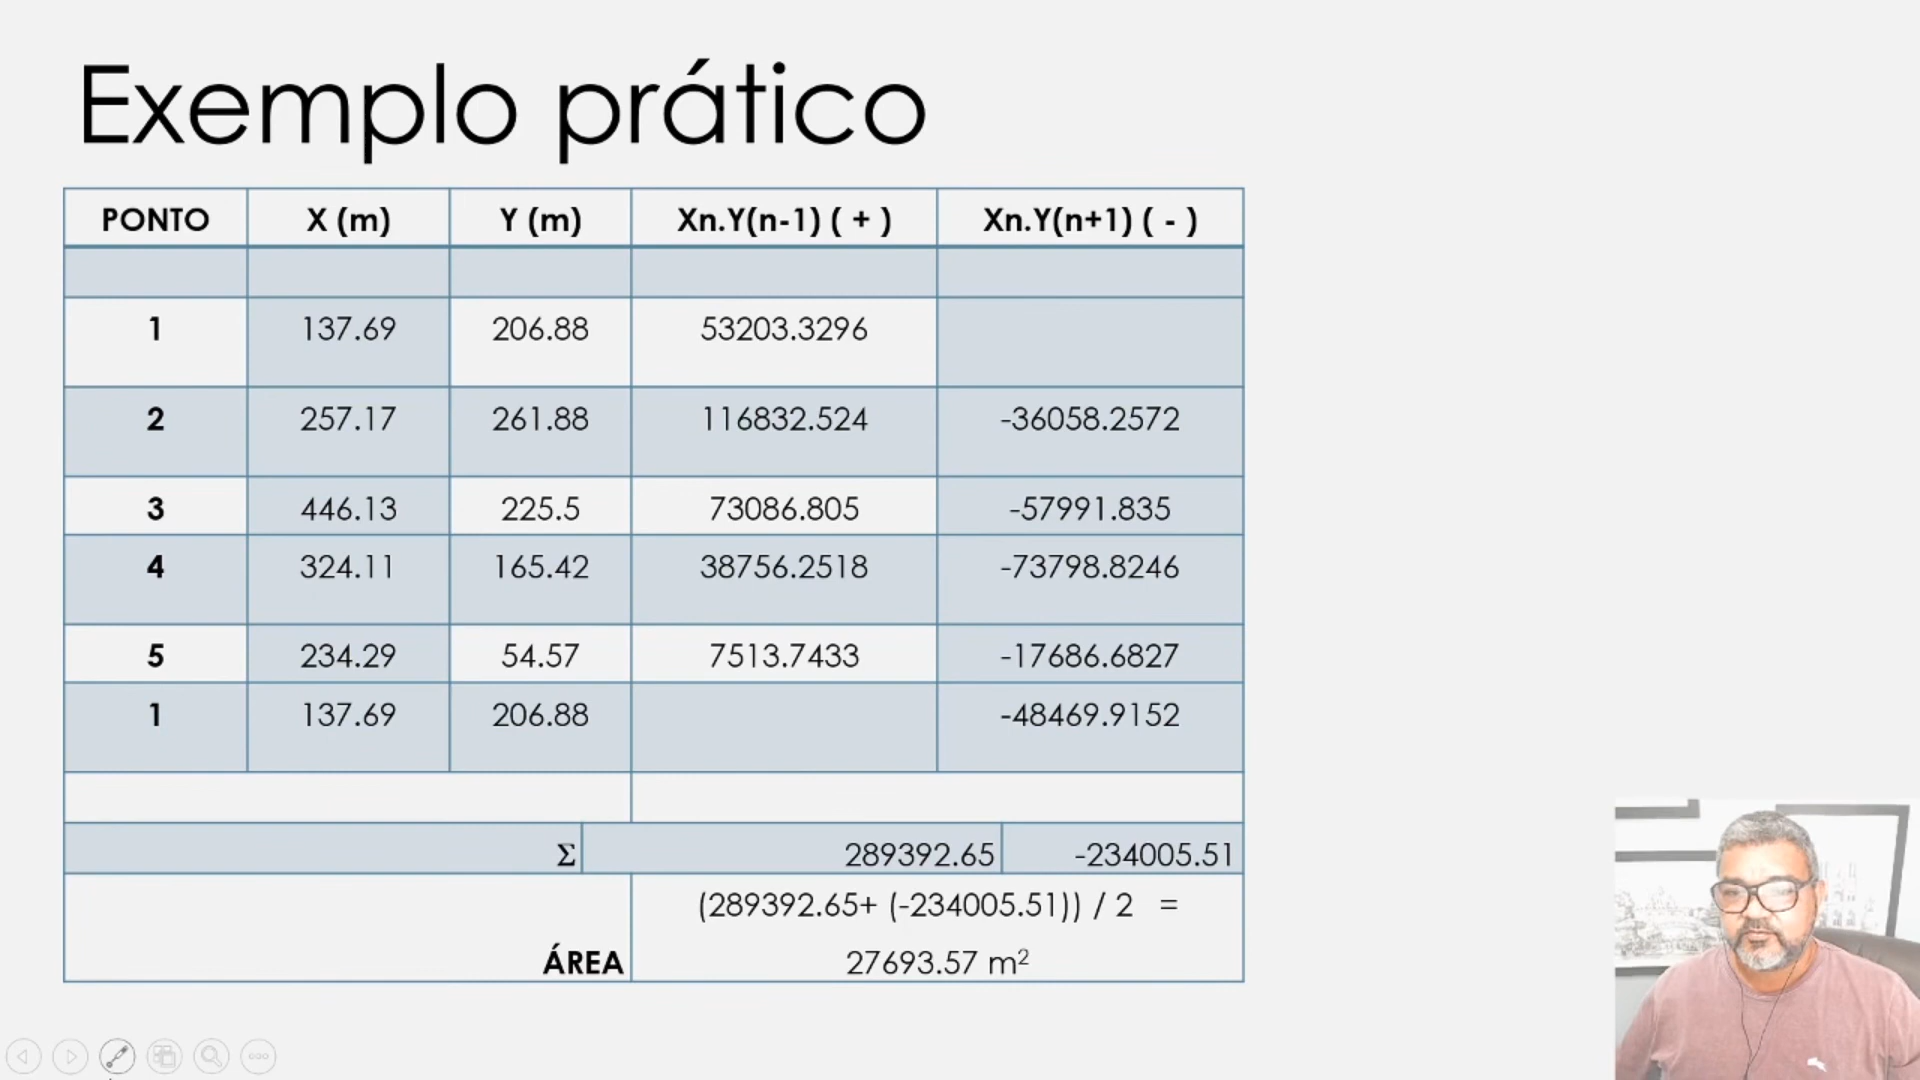 Exemplo prático
PONTO X (m) Y (m) Xn.Y(n-1) ( + ) Xn.Y(n+1) ( - )
1 137.69 206.88 53203.3296
2 257.17 261.88 116832.524 -36058.2572
3 446.13 225.5 73086.805 -57991.835
4 324.11 165.42 38756.2518 -73798.8246
5 234.29 54.57 7513.7433 -17686.6827
1 137.69 206.88 -48469.9152
Σ 289392.65 -234005.51
(289392.65+ (-234005.51)) / 2 =
ÁREA 27693.57 m²